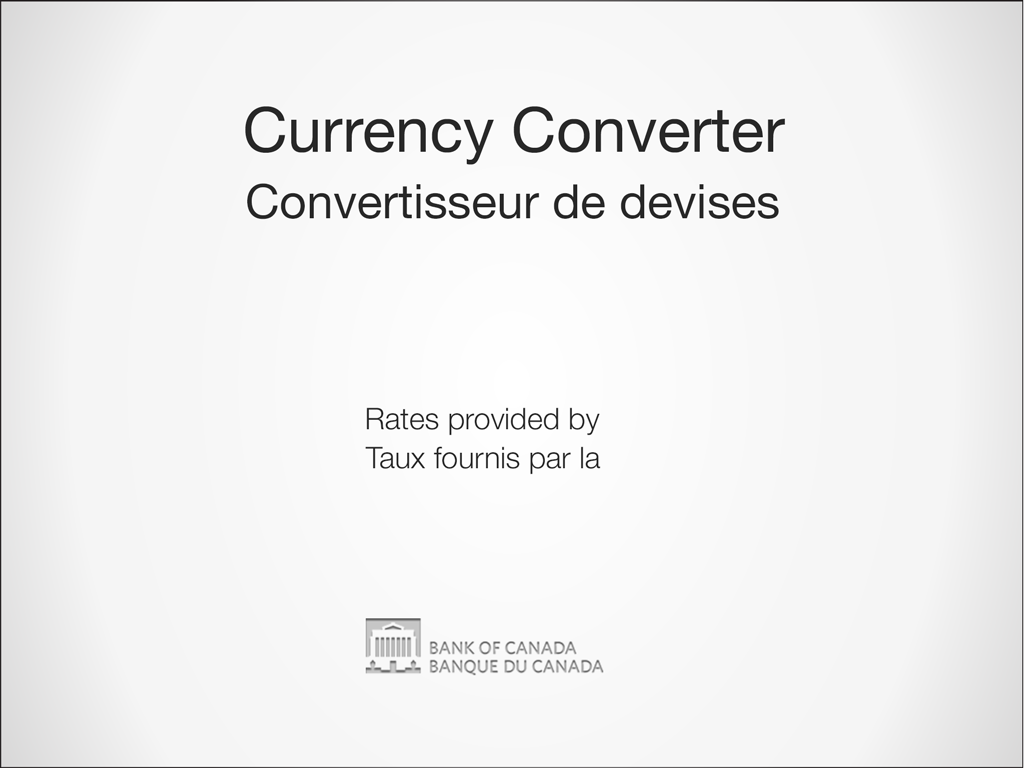 Currency Converter
Convertisseur de devises
Rates provided by
Taux fournis par la
BANK OF CANADA
BANQUE DU CANADA